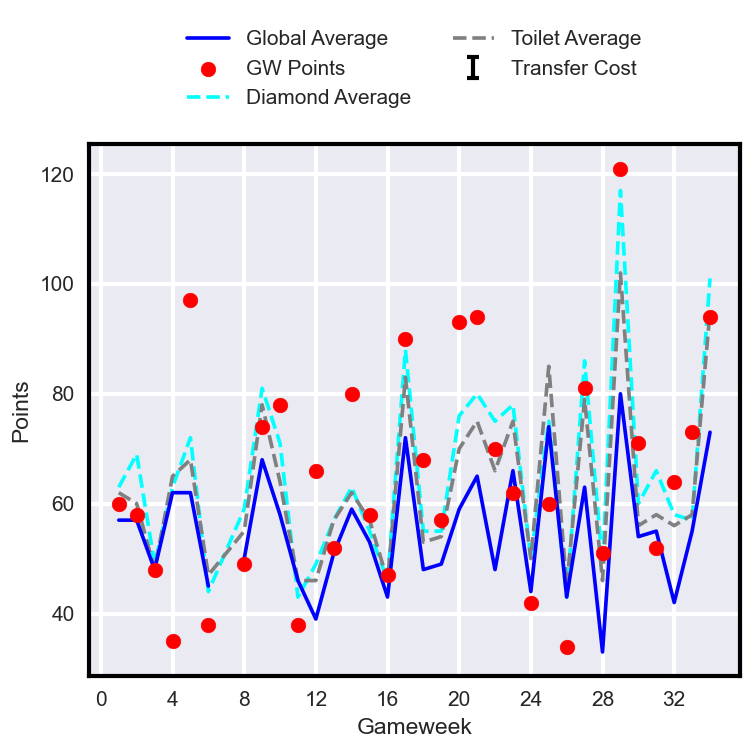 Global Average
GW Points
Diamond Average
Toilet Average
Transfer Cost
120
100
80
60
40
Points
0 4 8 12 16 20 24 28 32
Gameweek